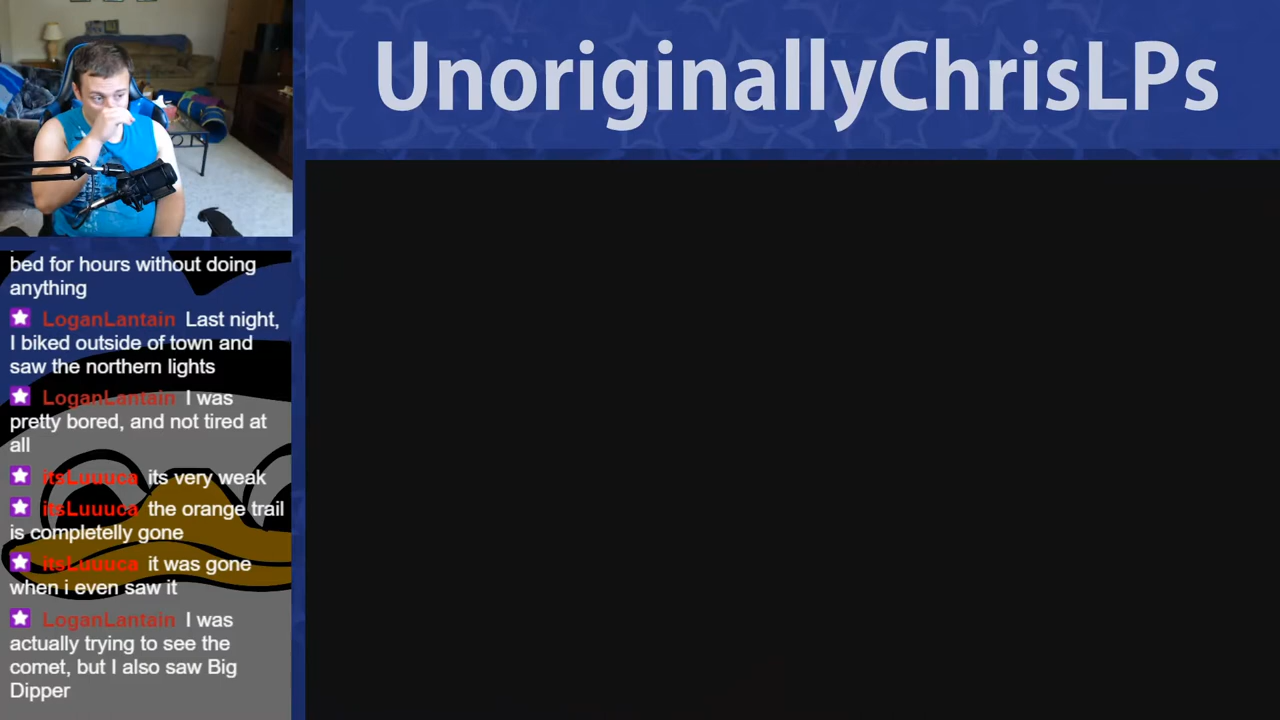 UnoriginallyChrisLPs
bed for hours without doing
anything
LoganLantain Last night,
I biked outside of town and
saw the northern lights
LoganLantain I was
pretty bored, and not tired at
all
itsLuuuca its very weak
itsLuuuca the orange trail
is completelly gone
itsLuuuca it was gone
when i even saw it
LoganLantain I was
actually trying to see the
comet, but I also saw Big
Dipper